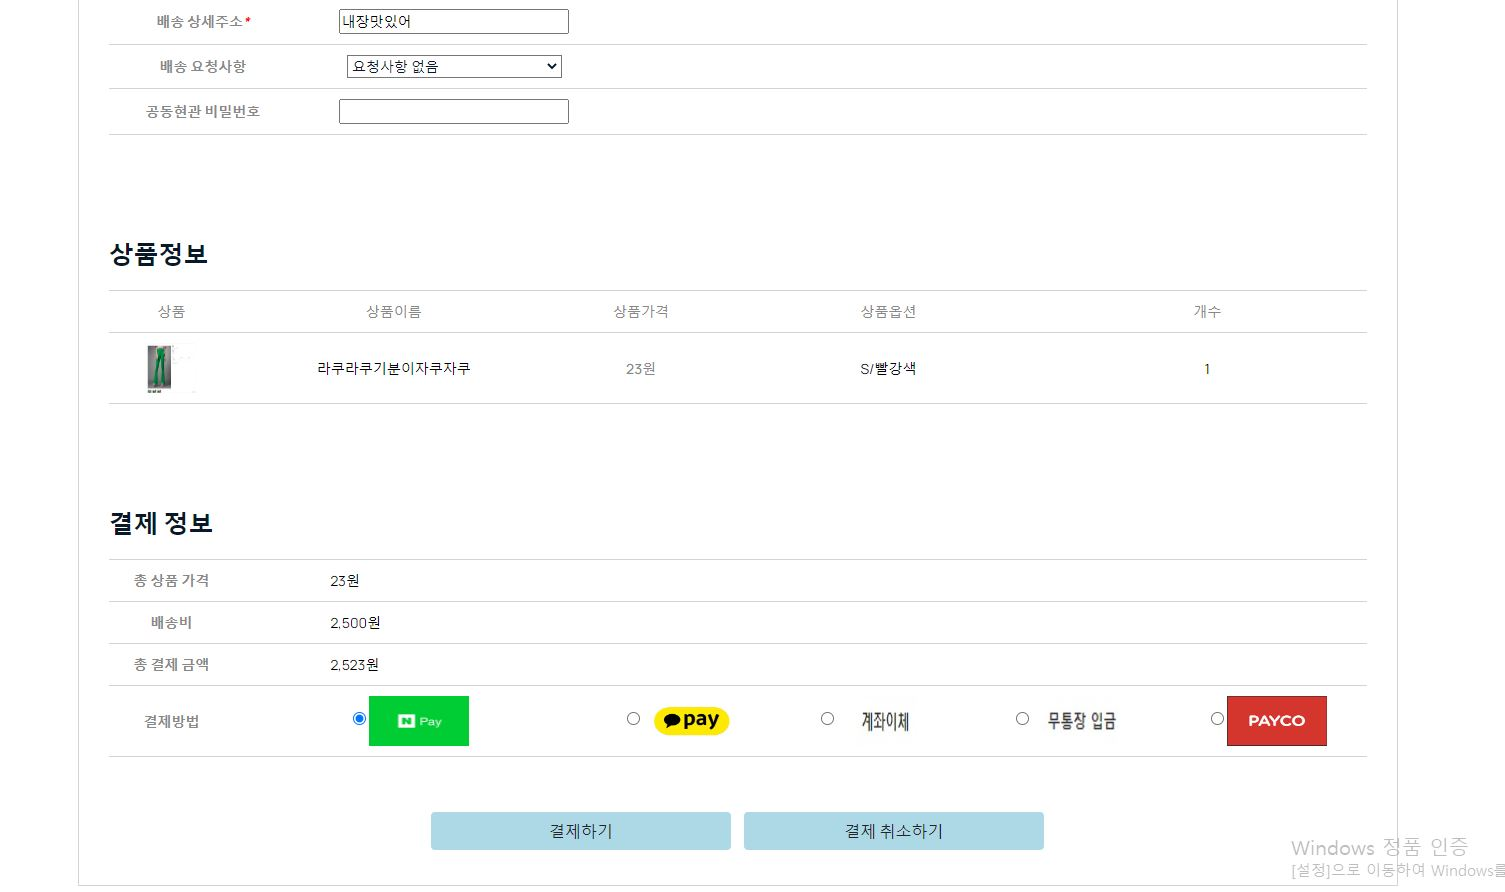 배송 상세주소* 내장맛있어
배송 요청사항 요청사항 없음
공동현관 비밀번호
상품정보
상품 상품이름 상품가격 상품옵션 개수
라쿠라쿠기분이자쿠자쿠 23원 S/빨강색 1
결제 정보
총 상품 가격 23원
배송비 2,500원
총 결제 금액 2,523원
결제방법 N Pay pay 계좌이체 무통장 입금 PAYCO
결제하기 결제 취소하기
Windows 정품 인증
[설정]으로 이동하여 Windows를